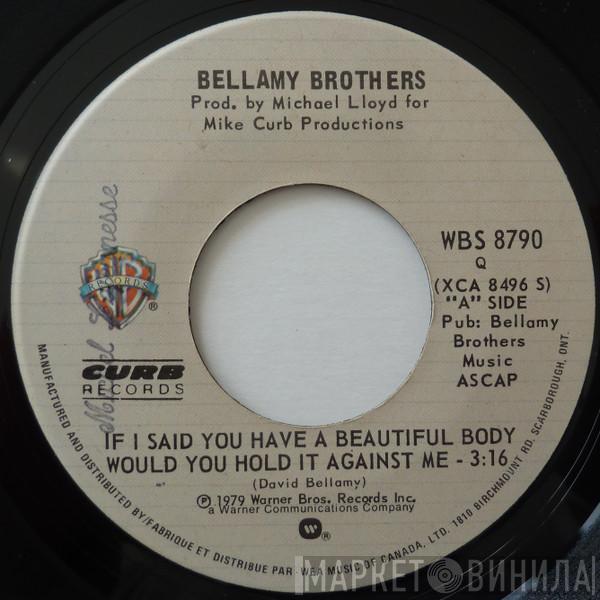 BELLAMY BROTHERS
Prod. by Michael Lloyd for
Mike Curb Productions
WBS 8790
Q
(XCA 8496 S)
"A" SIDE
Pub: Bellamy
Brothers
Music
ASCAP
WB
RECORDS
®
CURB
RECORDS
IF I SAID YOU HAVE A BEAUTIFUL BODY
WOULD YOU HOLD IT AGAINST ME - 3:16
(David Bellamy)
℗ 1979 Warner Bros. Records Inc.
a Warner Communications Company
®
MANUFACTURED AND DISTRIBUTED BY/FABRIQUE ET DISTRIBUE PAR - WEA MUSIC OF CANADA, LTD. 1810 BIRCHMOUNT RD. SCARBOROUGH, ONT.
МАРКЕТ ВИНИЛА